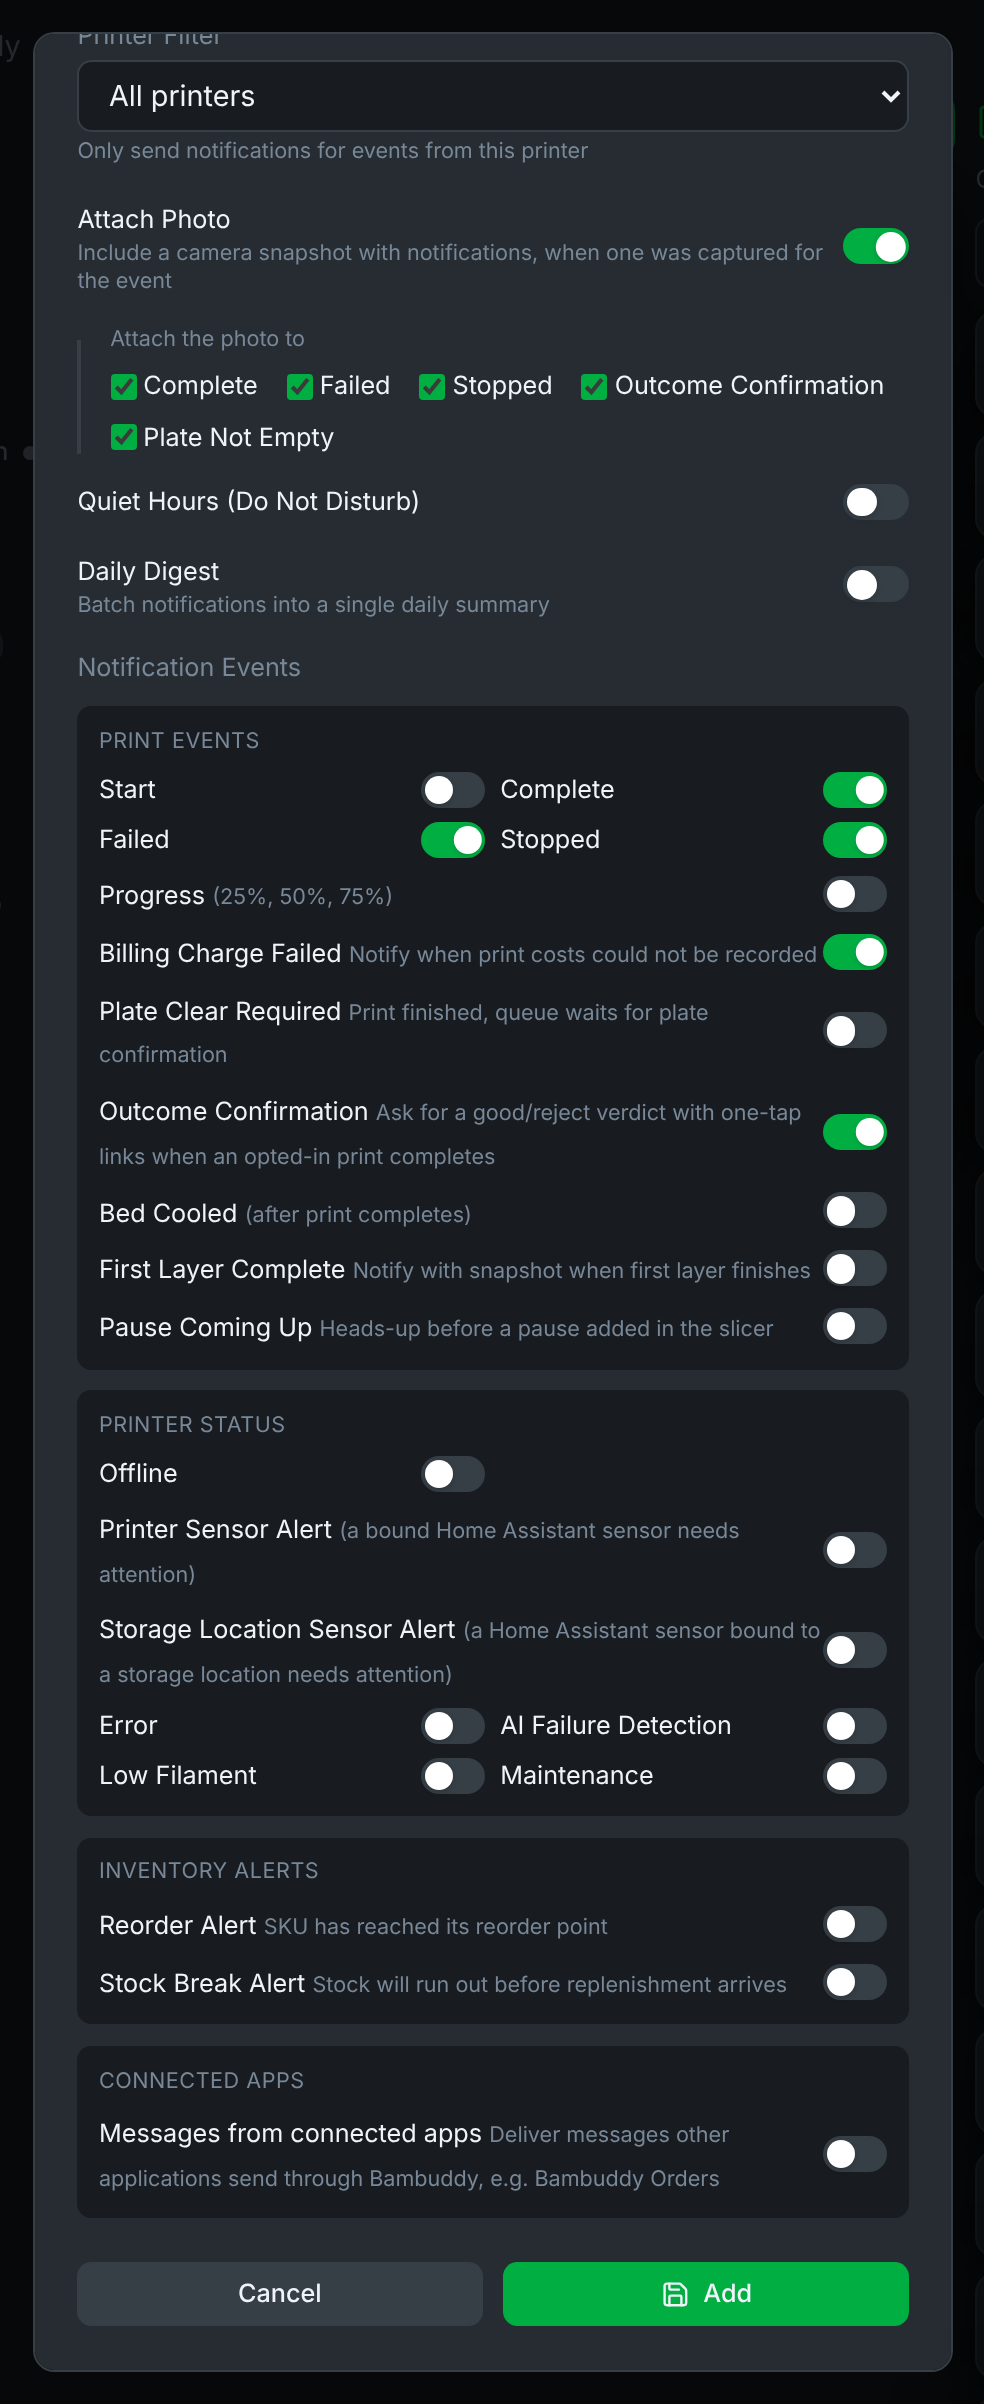 Printer Filter
All printers
Only send notifications for events from this printer
Attach Photo
Include a camera snapshot with notifications, when one was captured for
the event
Attach the photo to
Complete Failed Stopped Outcome Confirmation
Plate Not Empty
Quiet Hours (Do Not Disturb)
Daily Digest
Batch notifications into a single daily summary
Notification Events
PRINT EVENTS
Start Complete
Failed Stopped
Progress (25%, 50%, 75%)
Billing Charge Failed Notify when print costs could not be recorded
Plate Clear Required Print finished, queue waits for plate
confirmation
Outcome Confirmation Ask for a good/reject verdict with one-tap
links when an opted-in print completes
Bed Cooled (after print completes)
First Layer Complete Notify with snapshot when first layer finishes
Pause Coming Up Heads-up before a pause added in the slicer
PRINTER STATUS
Offline
Printer Sensor Alert (a bound Home Assistant sensor needs
attention)
Storage Location Sensor Alert (a Home Assistant sensor bound to
a storage location needs attention)
Error AI Failure Detection
Low Filament Maintenance
INVENTORY ALERTS
Reorder Alert SKU has reached its reorder point
Stock Break Alert Stock will run out before replenishment arrives
CONNECTED APPS
Messages from connected apps Deliver messages other
applications send through Bambuddy, e.g. Bambuddy Orders
Cancel Add